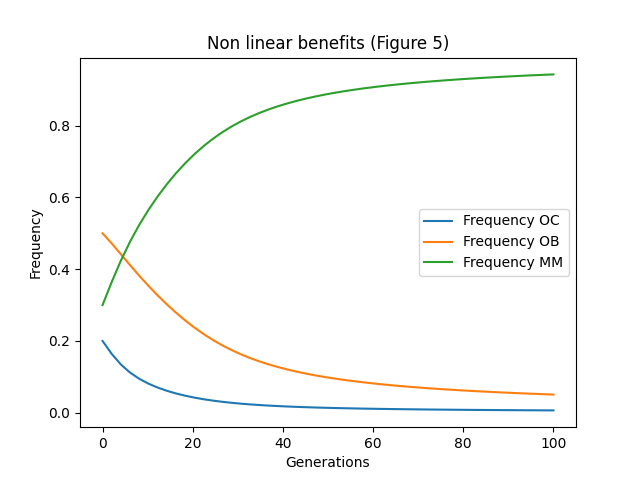 Non linear benefits (Figure 5)
Frequency
0.8
0.6
0.4
0.2
0.0
Frequency OC
Frequency OB
Frequency MM
0 20 40 60 80 100
Generations